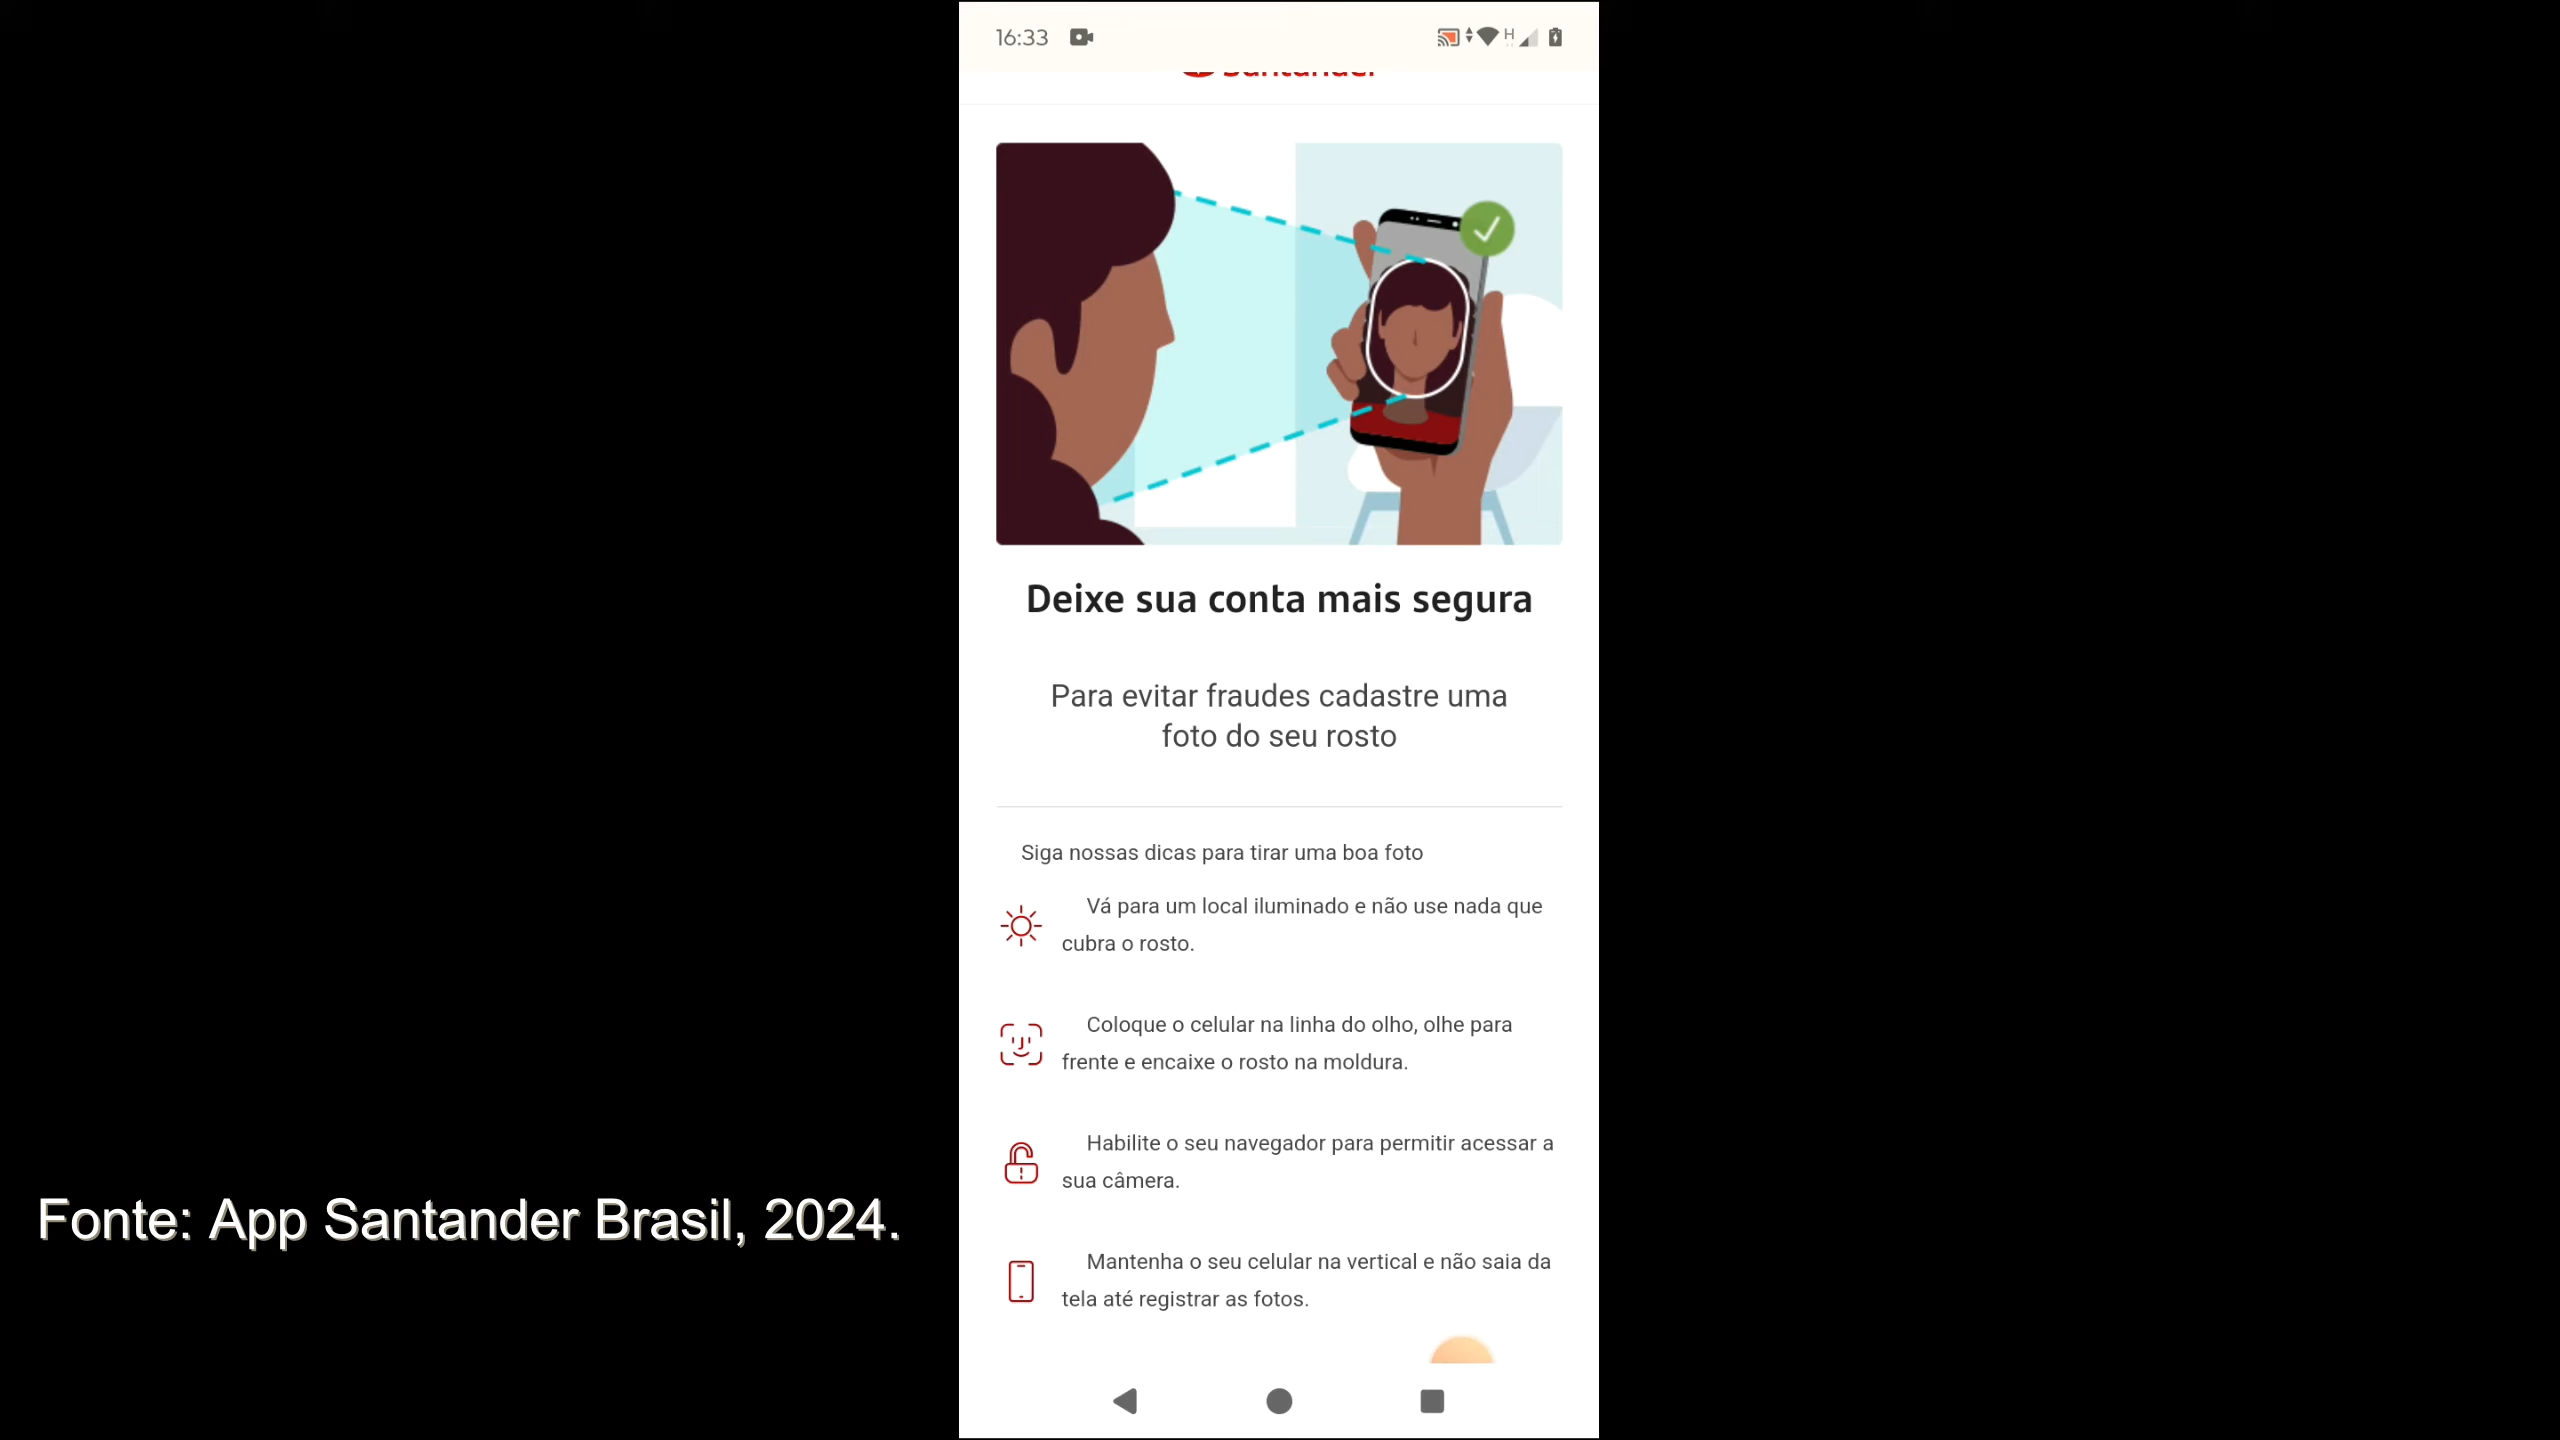 16:33
H
Santander
Deixe sua conta mais segura
Para evitar fraudes cadastre uma
foto do seu rosto
Siga nossas dicas para tirar uma boa foto
Vá para um local iluminado e não use nada que
cubra o rosto.
Coloque o celular na linha do olho, olhe para
frente e encaixe o rosto na moldura.
Habilite o seu navegador para permitir acessar a
sua câmera.
Mantenha o seu celular na vertical e não saia da
tela até registrar as fotos.
Fonte: App Santander Brasil, 2024.